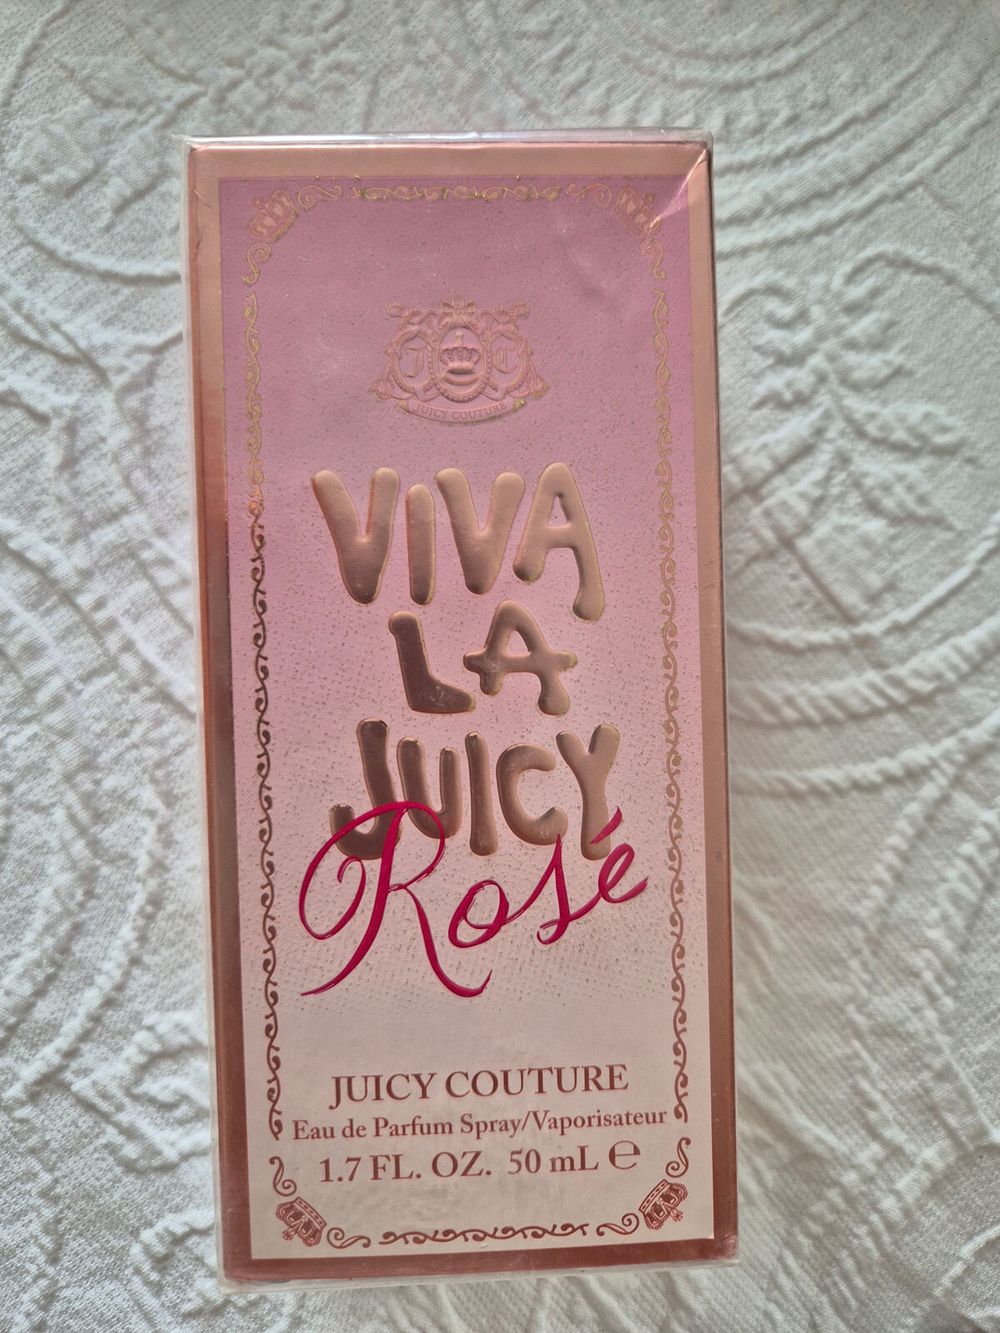 J C
JUICY COUTURE
VIVA
LA
JUICY
Rosé
JUICY COUTURE
Eau de Parfum Spray/Vaporisateur
1.7 FL. OZ. 50 mL ℮